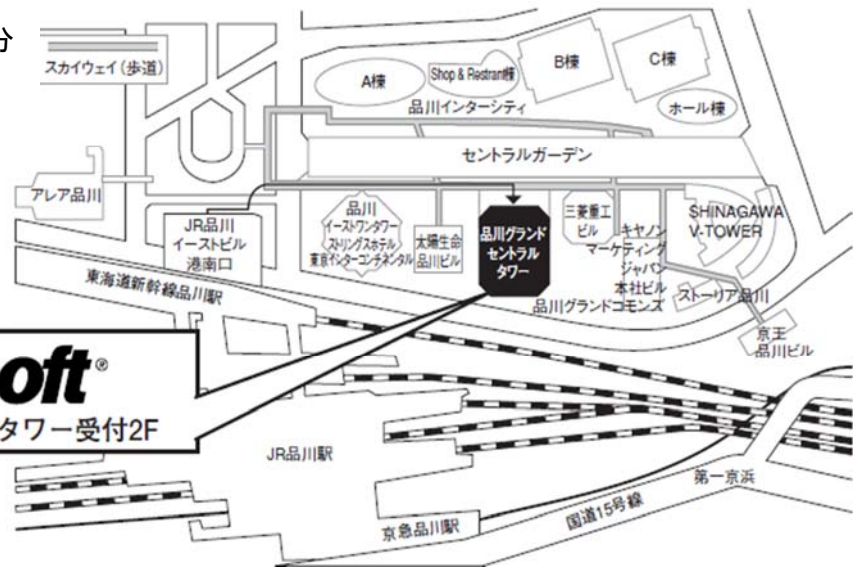 分
スカイウェイ (歩道)
A棟
Shop & Restrant棟
B棟
C棟
ホール棟
品川インターシティ
セントラルガーデン
アレア品川
JR品川
イーストビル
港南口
品川
イーストワンタワー
ストリングスホテル
東京インターコンチネンタル
太陽生命
品川ビル
品川グランド
セントラル
タワー
三菱重工
ビル
キヤノン
マーケティング
ジャパン
本社ビル
品川グランドコモンズ
SHINAGAWA
V-TOWER
ストーリア品川
京王
品川ビル
東海道新幹線品川駅
oft®
タワー受付2F
JR品川駅
京急品川駅
国道15号線
第一京浜